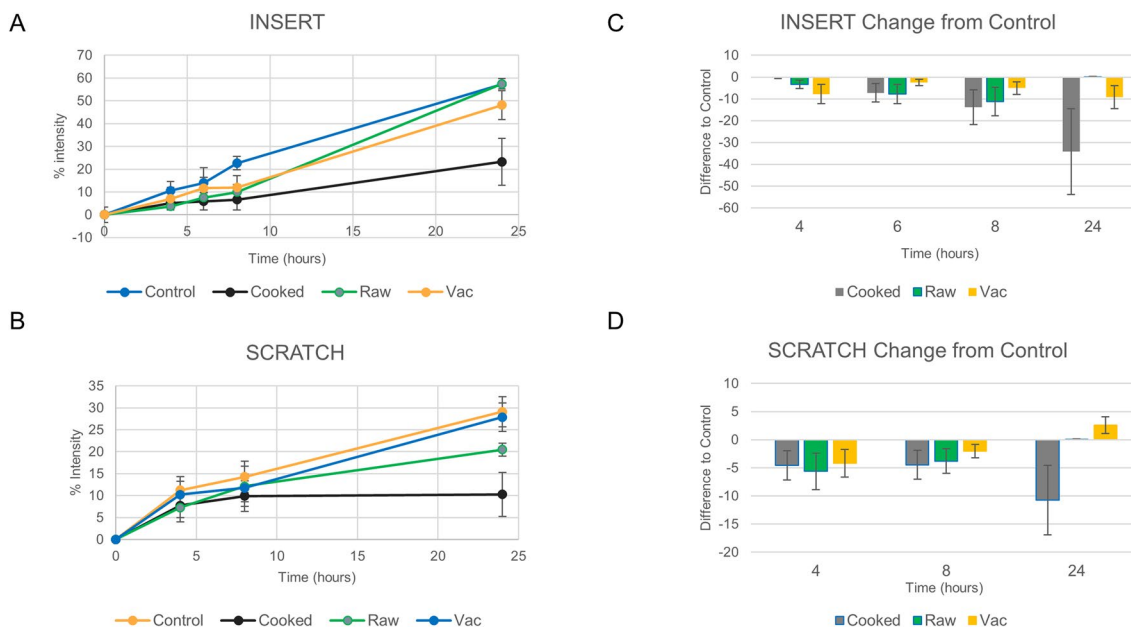 A
INSERT
% intensity
70
60
50
40
30
20
10
0
-10
0 5 10 15 20 25
Time (hours)
Control Cooked Raw Vac
B
SCRATCH
% Intensity
35
30
25
20
15
10
5
0
0 5 10 15 20 25
Time (hours)
Control Cooked Raw Vac
C
INSERT Change from Control
Difference to Control
10
0
-10
-20
-30
-40
-50
-60
4 6 8 24
Time (hours)
Cooked Raw Vac
D
SCRATCH Change from Control
Difference to Control
10
5
0
-5
-10
-15
-20
4 8 24
Time (hours)
Cooked Raw Vac